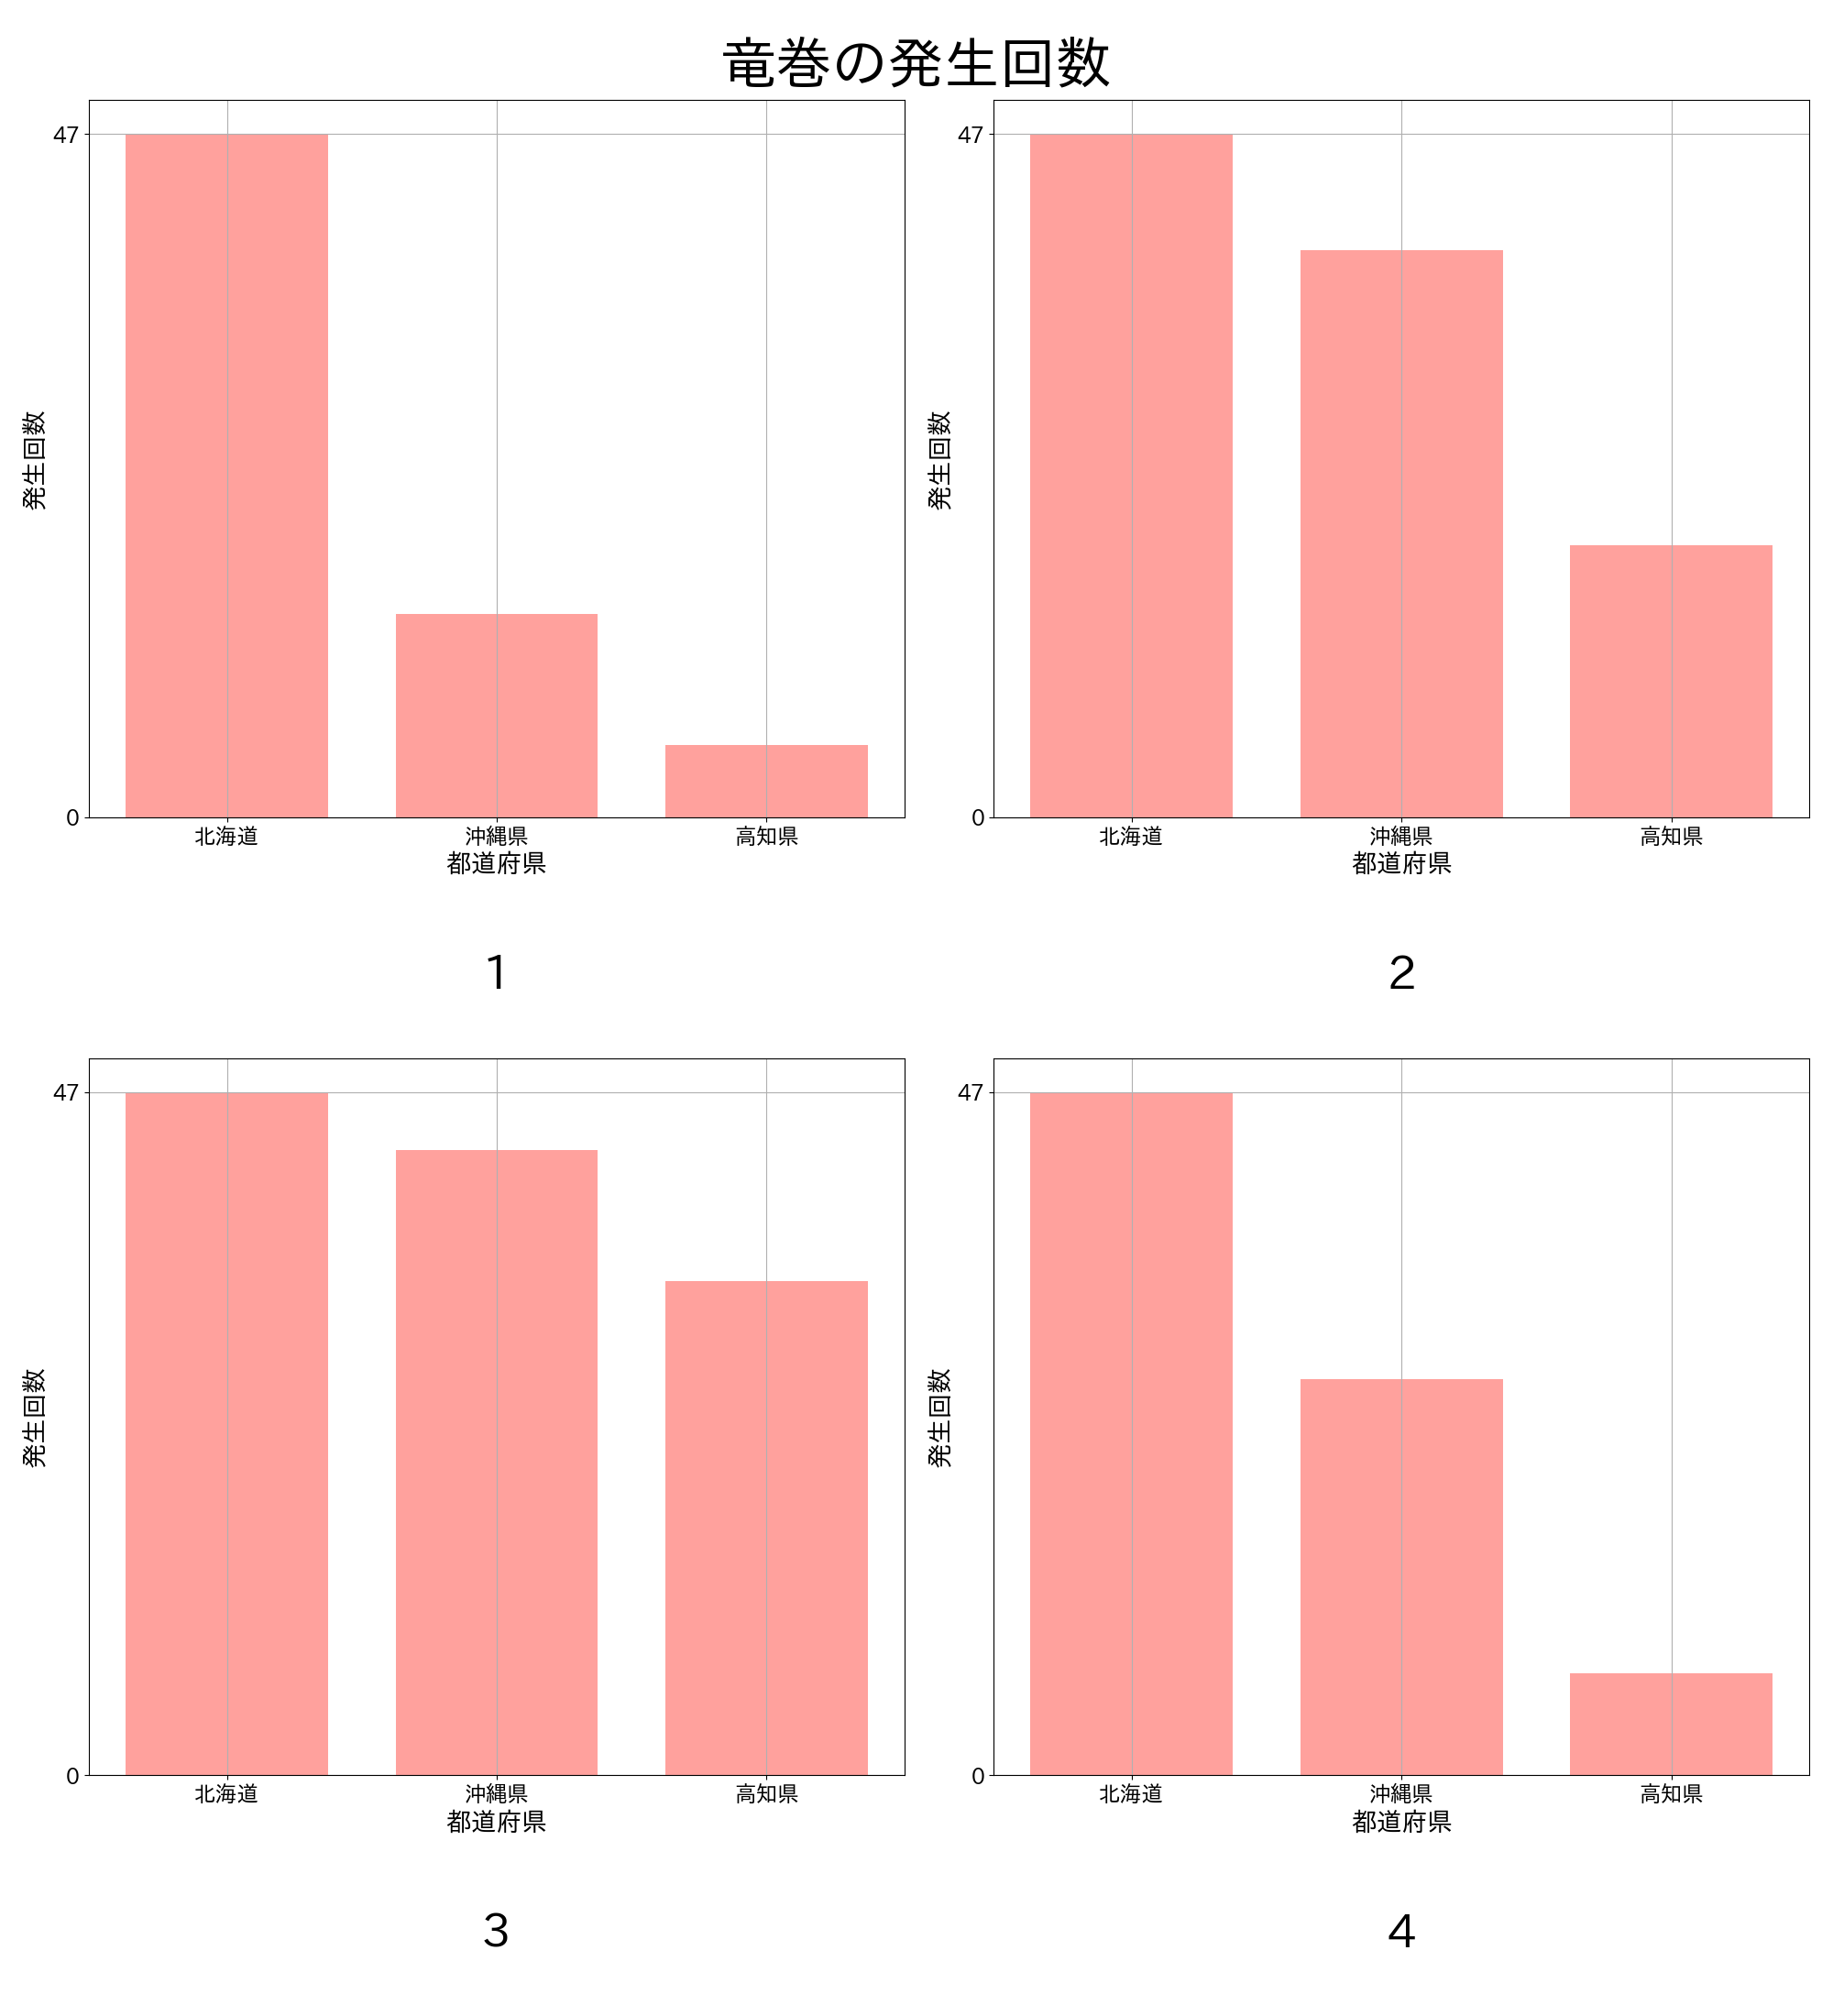 竜巻の発生回数
47
発生回数
0
北海道 沖縄県 高知県
都道府県
1
47
発生回数
0
北海道 沖縄県 高知県
都道府県
2
47
発生回数
0
北海道 沖縄県 高知県
都道府県
3
47
発生回数
0
北海道 沖縄県 高知県
都道府県
4